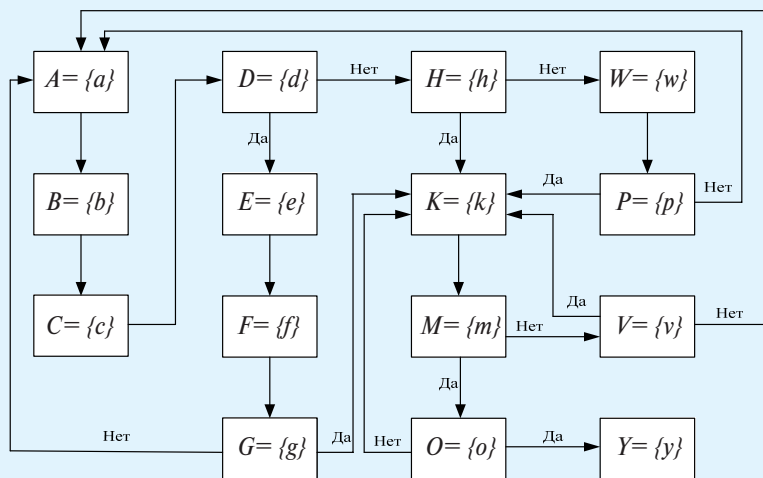 A= {a}
D= {d}
Нет
H= {h}
Нет
W= {w}
Да
Да
B= {b}
E= {e}
K= {k}
Да
P= {p}
Нет
C= {c}
F= {f}
M= {m}
Нет
Да
V= {v}
Нет
Да
Нет
G= {g}
Да
Нет
O= {o}
Да
Y= {y}